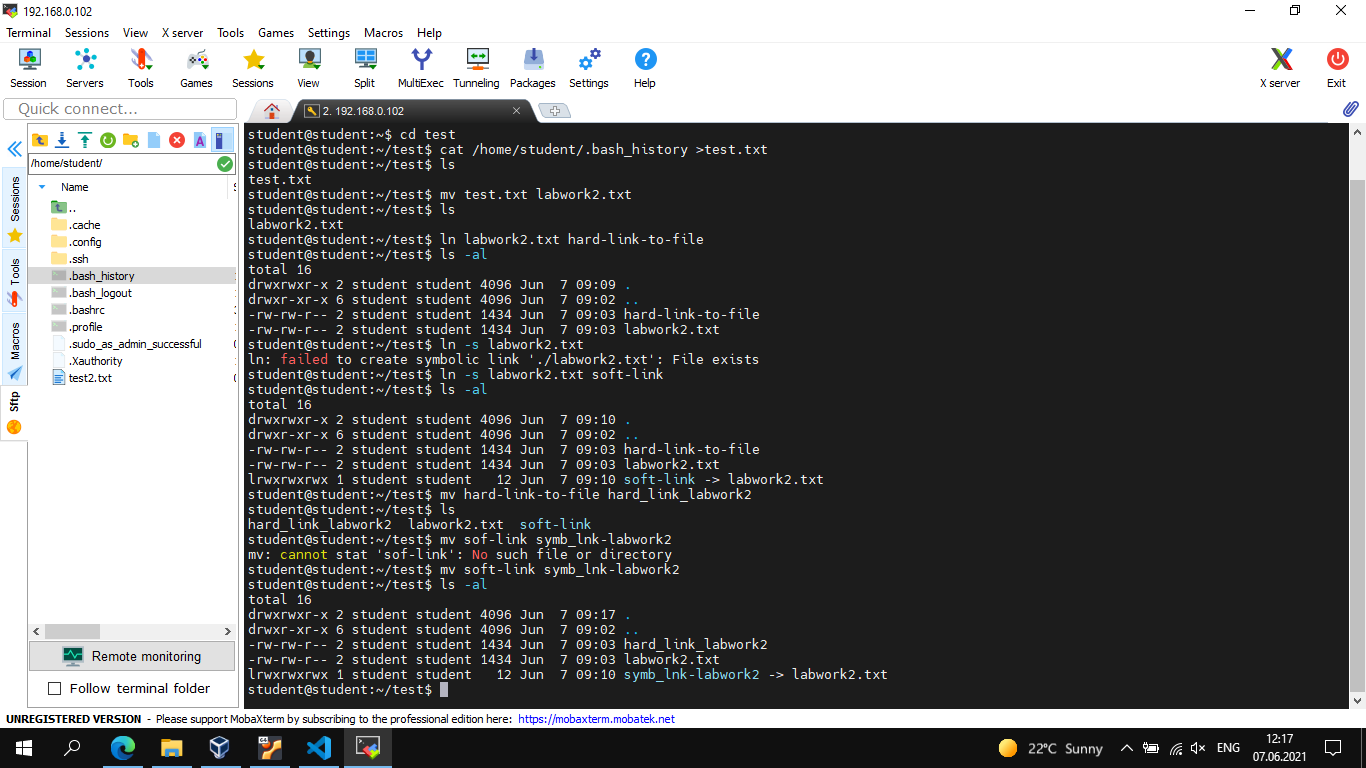 192.168.0.102
Terminal Sessions View X server Tools Games Settings Macros Help
Session Servers Tools Games Sessions View Split MultiExec Tunneling Packages Settings Help X server Exit
Quick connect...
2. 192.168.0.102
/home/student/
Name
..
.cache
.config
.ssh
.bash_history
.bash_logout
.bashrc
.profile
.sudo_as_admin_successful
.Xauthority
test2.txt
Sessions
Tools
Macros
Sftp
Remote monitoring
Follow terminal folder
student@student:~$ cd test
student@student:~/test$ cat /home/student/.bash_history >test.txt
student@student:~/test$ ls
test.txt
student@student:~/test$ mv test.txt labwork2.txt
student@student:~/test$ ls
labwork2.txt
student@student:~/test$ ln labwork2.txt hard-link-to-file
student@student:~/test$ ls -al
total 16
drwxrwxr-x 2 student student 4096 Jun  7 09:09 .
drwxr-xr-x 6 student student 4096 Jun  7 09:02 ..
-rw-rw-r-- 2 student student 1434 Jun  7 09:03 hard-link-to-file
-rw-rw-r-- 2 student student 1434 Jun  7 09:03 labwork2.txt
student@student:~/test$ ln -s labwork2.txt
ln: failed to create symbolic link './labwork2.txt': File exists
student@student:~/test$ ln -s labwork2.txt soft-link
student@student:~/test$ ls -al
total 16
drwxrwxr-x 2 student student 4096 Jun  7 09:10 .
drwxr-xr-x 6 student student 4096 Jun  7 09:02 ..
-rw-rw-r-- 2 student student 1434 Jun  7 09:03 hard-link-to-file
-rw-rw-r-- 2 student student 1434 Jun  7 09:03 labwork2.txt
lrwxrwxrwx 1 student student   12 Jun  7 09:10 soft-link -> labwork2.txt
student@student:~/test$ mv hard-link-to-file hard_link_labwork2
student@student:~/test$ ls
hard_link_labwork2  labwork2.txt  soft-link
student@student:~/test$ mv sof-link symb_lnk-labwork2
mv: cannot stat 'sof-link': No such file or directory
student@student:~/test$ mv soft-link symb_lnk-labwork2
student@student:~/test$ ls -al
total 16
drwxrwxr-x 2 student student 4096 Jun  7 09:17 .
drwxr-xr-x 6 student student 4096 Jun  7 09:02 ..
-rw-rw-r-- 2 student student 1434 Jun  7 09:03 hard_link_labwork2
-rw-rw-r-- 2 student student 1434 Jun  7 09:03 labwork2.txt
lrwxrwxrwx 1 student student   12 Jun  7 09:10 symb_lnk-labwork2 -> labwork2.txt
student@student:~/test$
UNREGISTERED VERSION - Please support MobaXterm by subscribing to the professional edition here: https://mobaxterm.mobatek.net
22°C Sunny
ENG
12:17
07.06.2021